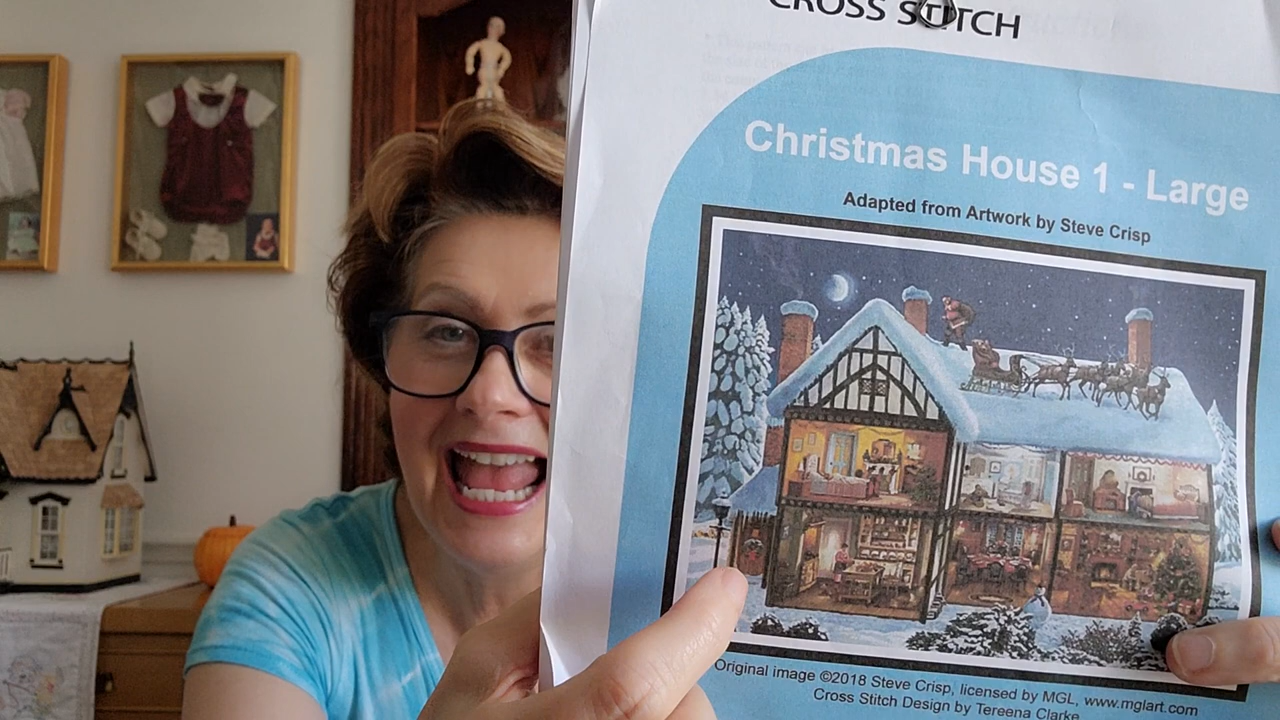 CROSS STITCH
Christmas House 1 - Large
Adapted from Artwork by Steve Crisp
Original image ©2018 Steve Crisp, licensed by MGL, www.mglart.com
Cross Stitch Design by Tereena Clarke